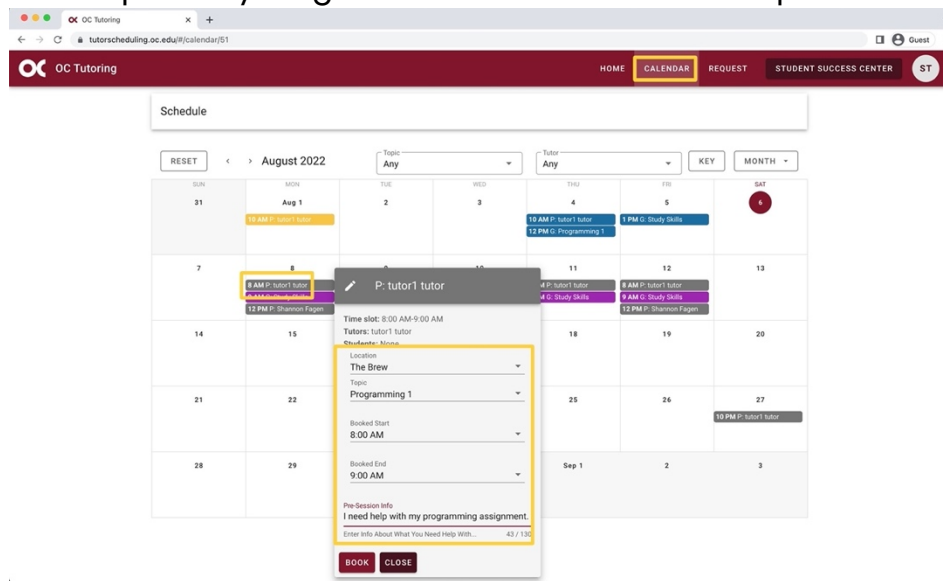 OC Tutoring
tutorscheduling.oc.edu/#/calendar/51
Guest
OC Tutoring
HOME CALENDAR REQUEST STUDENT SUCCESS CENTER ST
Schedule
RESET < > August 2022 Topic Any Tutor Any KEY MONTH
SUN MON TUE WED THU FRI SAT
31 Aug 1 2 3 4 5 6
10 AM P: tutor1 tutor 10 AM P: tutor1 tutor 1 PM G: Study Skills
12 PM G: Programming 1
7 8 11 12 13
8 AM P: tutor1 tutor P: tutor1 tutor 8 AM P: tutor1 tutor
G: Study Skills 9 AM G: Study Skills
12 PM P: Shannon Fagen 12 PM P: Shannon Fagen
14 15 18 19 20
21 22 25 26 27
10 PM P: tutor1 tutor
28 29 Sep 1 2 3
P: tutor1 tutor
Time slot: 8:00 AM-9:00 AM
Tutors: tutor1 tutor
Students: None
Location
The Brew
Topic
Programming 1
Booked Start
8:00 AM
Booked End
9:00 AM
Pre-Session Info
I need help with my programming assignment.
Enter Info About What You Need Help With... 43 / 130
BOOK CLOSE